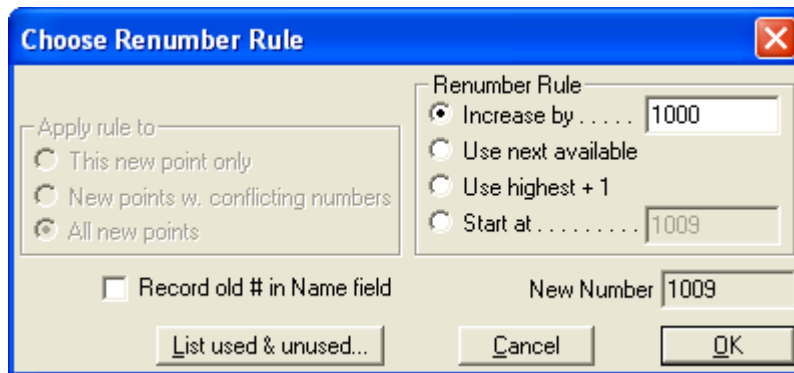 Choose Renumber Rule
Apply rule to
This new point only
New points w. conflicting numbers
All new points
Renumber Rule
Increase by . . . . . 1000
Use next available
Use highest + 1
Start at . . . . . . . . . 1009
Record old # in Name field
New Number 1009
List used & unused...
Cancel
OK